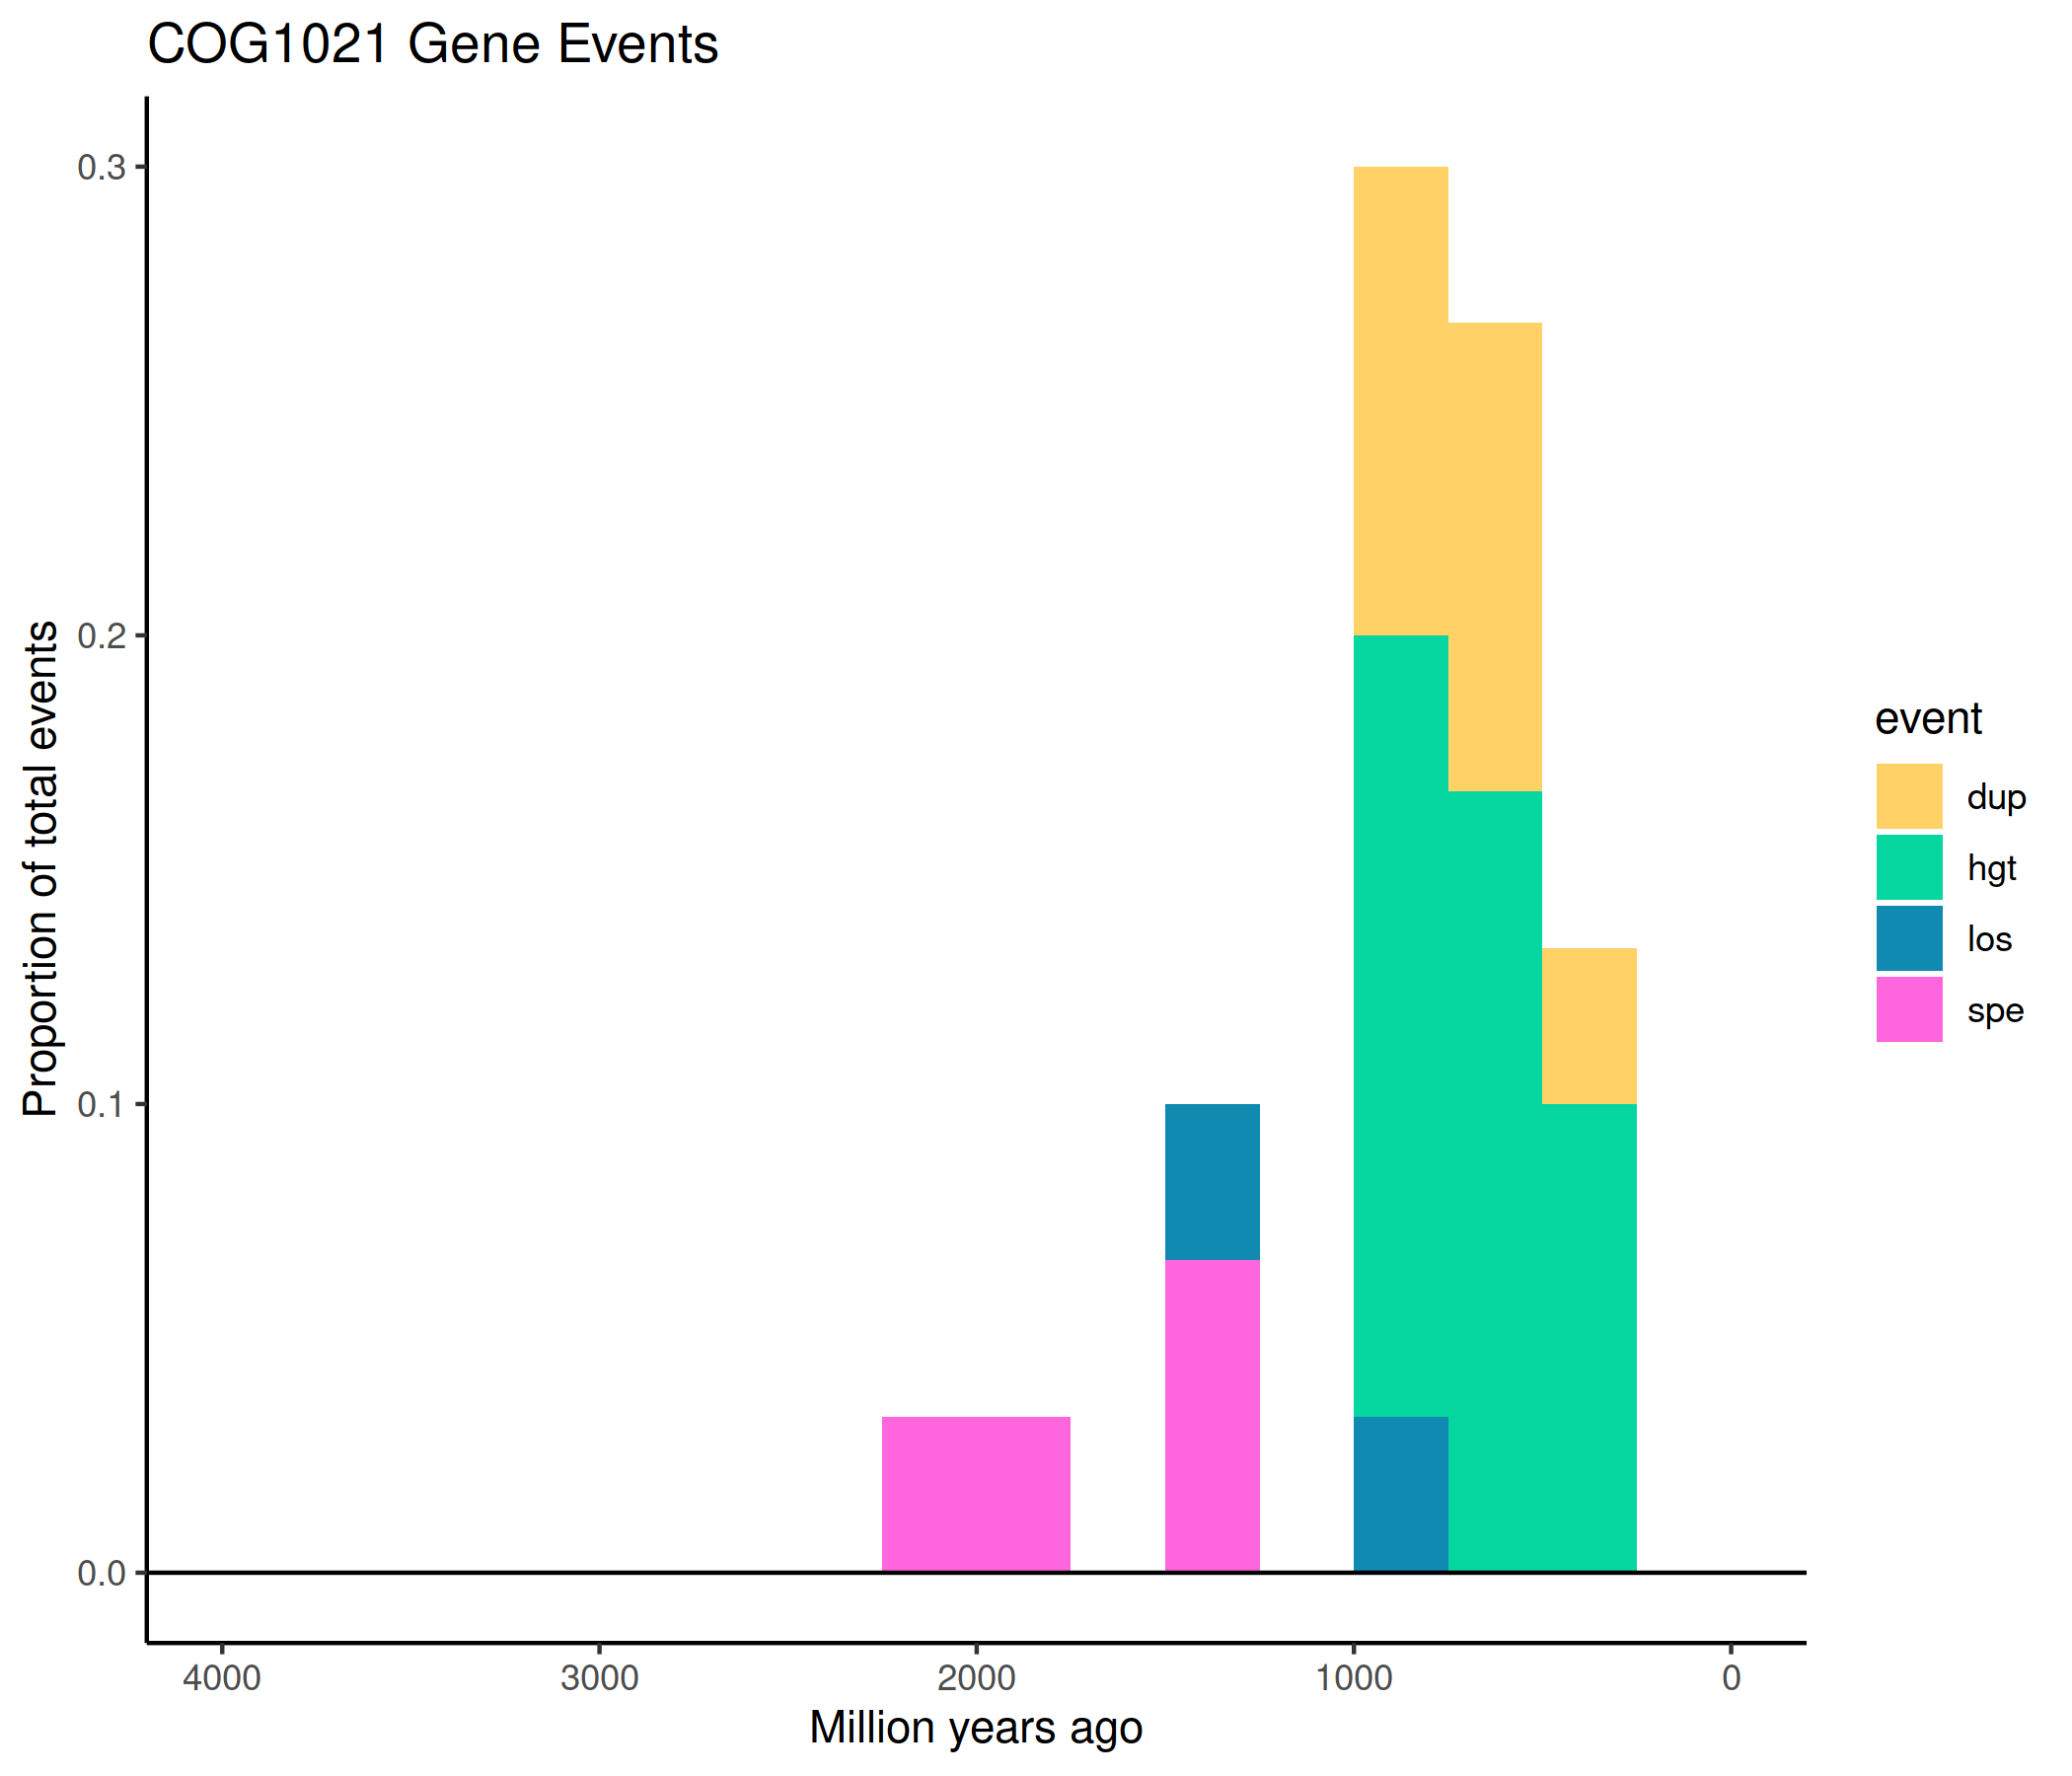 COG1021 Gene Events
Proportion of total events
0.3
0.2
0.1
0.0
4000 3000 2000 1000 0
Million years ago
event
dup
hgt
los
spe